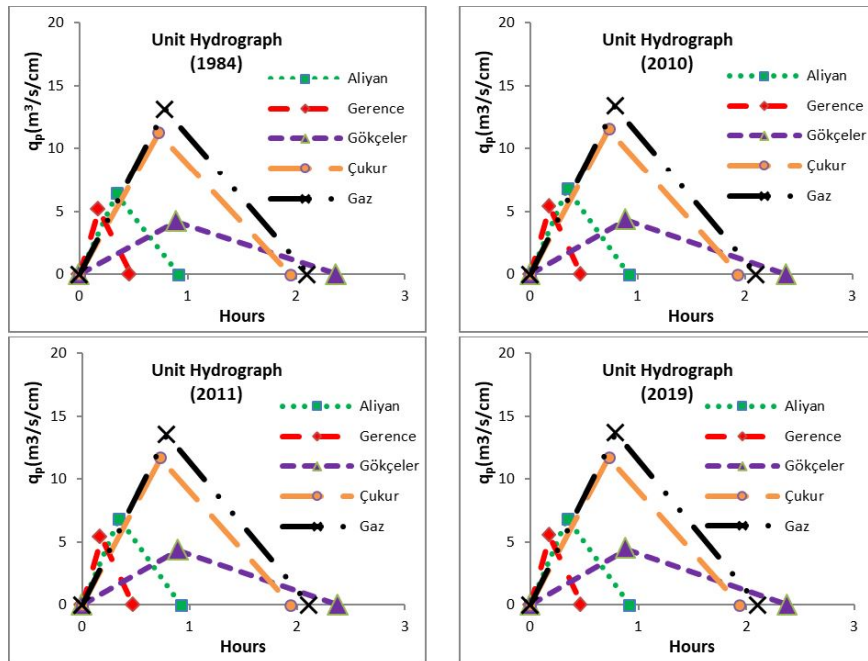 Unit Hydrograph
(1984)
qp(m³/s/cm)
20
15
10
5
0
0
1
2
3
Hours
Aliyan
Gerence
Gökçeler
Çukur
Gaz
Unit Hydrograph
(2010)
qp(m3/s/cm)
20
15
10
5
0
0
1
2
3
Hours
Aliyan
Gerence
Gökçeler
Çukur
Gaz
Unit Hydrograph
(2011)
qp(m3/s/cm)
20
15
10
5
0
0
1
2
3
Hours
Aliyan
Gerence
Gökçeler
Çukur
Gaz
Unit Hydrograph
(2019)
qp(m3/s/cm)
20
15
10
5
0
0
1
2
3
Hours
Aliyan
Gerence
Gökçeler
Çukur
Gaz